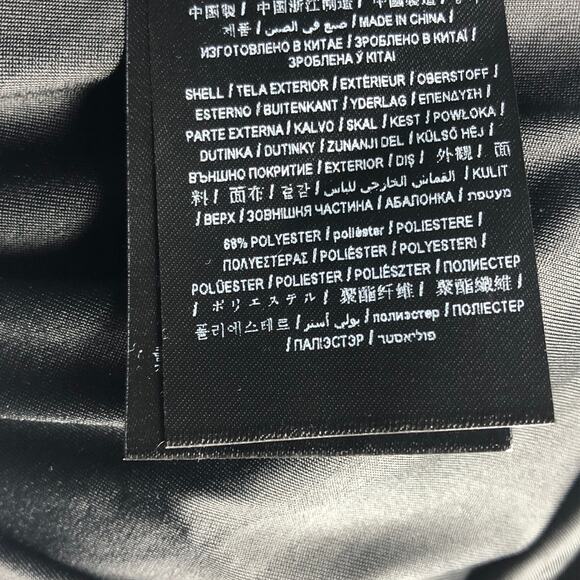 中国製 / 中国浙江制造 / 中國製造 /
제품 / صنع في الصين / MADE IN CHINA /
ИЗГОТОВЛЕНО В КИТАЕ / ЗРОБЛЕНО В КИТАЇ /
ЗРОБЛЕНА Ў КІТАІ
SHELL / TELA EXTERIOR / EXTÉRIEUR / OBERSTOFF /
ESTERNO / BUITENKANT / YDERLAG / ΕΠΕΝΔΥΣΗ /
PARTE EXTERNA / KALVO / SKAL / KEST / POWŁOKA /
DUTINKA / DUTINKY / ZUNANJI DEL / KÜLSŐ HÉJ /
ВЪНШНО ПОКРИТИЕ / EXTERIOR / DIŞ / 外観 / 面
料 / 面布 / 겉감 / القماش الخارجي للباس / KULIT
/ ВЕРХ / ЗОВНІШНЯ ЧАСТИНА / АБАЛОНКА / מעטפת
68% POLYESTER / poliéster / POLIESTERE /
ΠΟΛΥΕΣΤΕΡΑΣ / POLIÉSTER / POLYESTERI /
POLÜESTER / POLIESTER / POLIÉSZTER / ПОЛИЕСТЕР
/ ポリエステル / 聚酯纤维 / 聚酯纖維 /
폴리에스테르 / بولي أستر / полиэстер / ПОЛІЕСТЕР
/ ПАЛІЭСТЭР / פוליאסטר